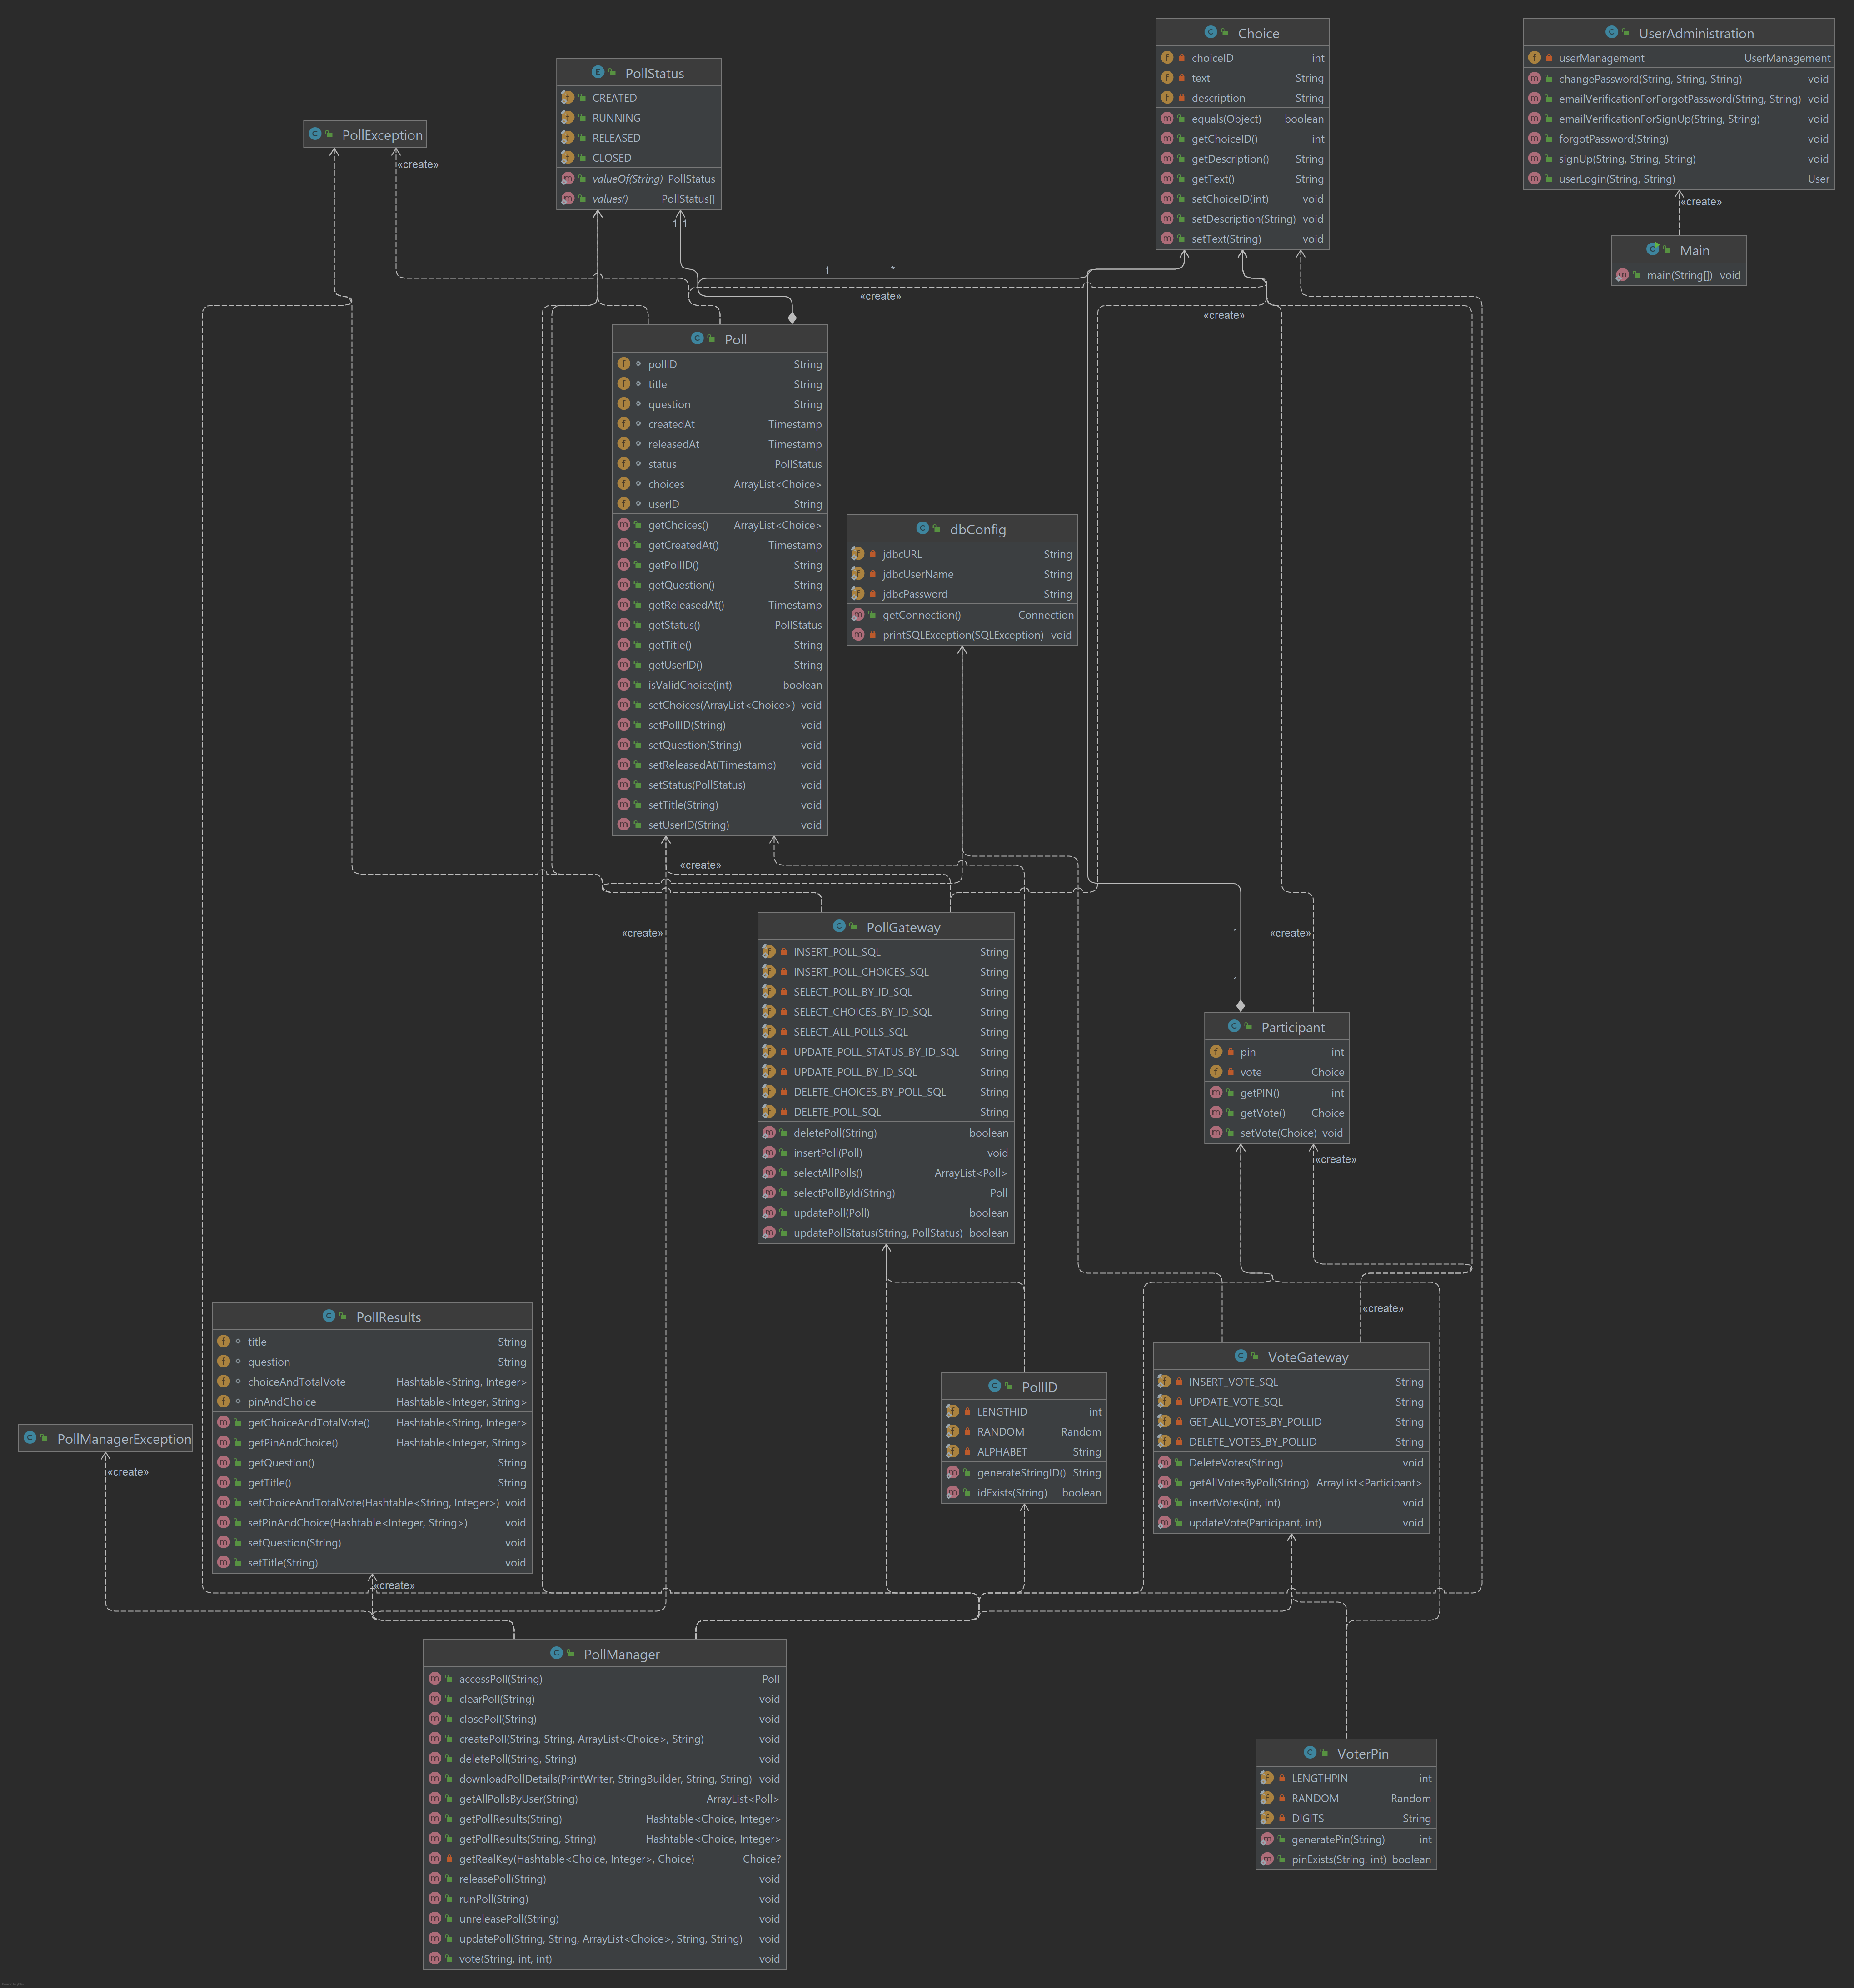 Choice
choiceID int
text String
description String
equals(Object) boolean
getChoiceID() int
getDescription() String
getText() String
setChoiceID(int) void
setDescription(String) void
setText(String) void
UserAdministration
userManagement UserManagement
changePassword(String, String, String) void
emailVerificationForForgotPassword(String, String) void
emailVerificationForSignUp(String, String) void
forgotPassword(String) void
signUp(String, String, String) void
userLogin(String, String) User
«create»
Main
main(String[]) void
PollStatus
CREATED
RUNNING
RELEASED
CLOSED
valueOf(String) PollStatus
values() PollStatus[]
PollException
«create»
1 1
1 *
«create»
«create»
Poll
pollID String
title String
question String
createdAt Timestamp
releasedAt Timestamp
status PollStatus
choices ArrayList<Choice>
userID String
getChoices() ArrayList<Choice>
getCreatedAt() Timestamp
getPollID() String
getQuestion() String
getReleasedAt() Timestamp
getStatus() PollStatus
getTitle() String
getUserID() String
isValidChoice(int) boolean
setChoices(ArrayList<Choice>) void
setPollID(String) void
setQuestion(String) void
setReleasedAt(Timestamp) void
setStatus(PollStatus) void
setTitle(String) void
setUserID(String) void
dbConfig
jdbcURL String
jdbcUserName String
jdbcPassword String
getConnection() Connection
printSQLException(SQLException) void
«create»
«create»
1
«create»
1
PollGateway
INSERT_POLL_SQL String
INSERT_POLL_CHOICES_SQL String
SELECT_POLL_BY_ID_SQL String
SELECT_CHOICES_BY_ID_SQL String
SELECT_ALL_POLLS_SQL String
UPDATE_POLL_STATUS_BY_ID_SQL String
UPDATE_POLL_BY_ID_SQL String
DELETE_CHOICES_BY_POLL_SQL String
DELETE_POLL_SQL String
deletePoll(String) boolean
insertPoll(Poll) void
selectAllPolls() ArrayList<Poll>
selectPollById(String) Poll
updatePoll(Poll) boolean
updatePollStatus(String, PollStatus) boolean
Participant
pin int
vote Choice
getPIN() int
getVote() Choice
setVote(Choice) void
«create»
«create»
PollResults
title String
question String
choiceAndTotalVote Hashtable<String, Integer>
pinAndChoice Hashtable<Integer, String>
getChoiceAndTotalVote() Hashtable<String, Integer>
getPinAndChoice() Hashtable<Integer, String>
getQuestion() String
getTitle() String
setChoiceAndTotalVote(Hashtable<String, Integer>) void
setPinAndChoice(Hashtable<Integer, String>) void
setQuestion(String) void
setTitle(String) void
«create»
PollManagerException
«create»
PollID
LENGTHID int
RANDOM Random
ALPHABET String
generateStringID() String
idExists(String) boolean
VoteGateway
INSERT_VOTE_SQL String
UPDATE_VOTE_SQL String
GET_ALL_VOTES_BY_POLLID String
DELETE_VOTES_BY_POLLID String
DeleteVotes(String) void
getAllVotesByPoll(String) ArrayList<Participant>
insertVotes(int, int) void
updateVote(Participant, int) void
PollManager
accessPoll(String) Poll
clearPoll(String) void
closePoll(String) void
createPoll(String, String, ArrayList<Choice>, String) void
deletePoll(String, String) void
downloadPollDetails(PrintWriter, StringBuilder, String, String) void
getAllPollsByUser(String) ArrayList<Poll>
getPollResults(String) Hashtable<Choice, Integer>
getPollResults(String, String) Hashtable<Choice, Integer>
getRealKey(Hashtable<Choice, Integer>, Choice) Choice?
releasePoll(String) void
runPoll(String) void
unreleasePoll(String) void
updatePoll(String, String, ArrayList<Choice>, String, String) void
vote(String, int, int) void
VoterPin
LENGTHPIN int
RANDOM Random
DIGITS String
generatePin(String) int
pinExists(String, int) boolean